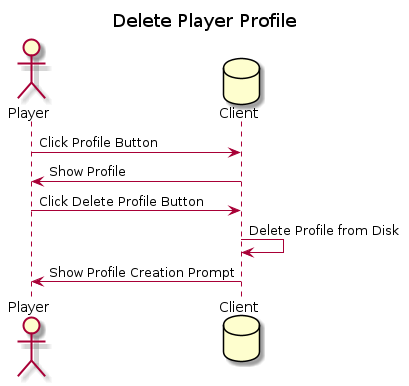 Delete Player Profile
Player
Client
Click Profile Button
Show Profile
Click Delete Profile Button
Delete Profile from Disk
Show Profile Creation Prompt
Player
Client